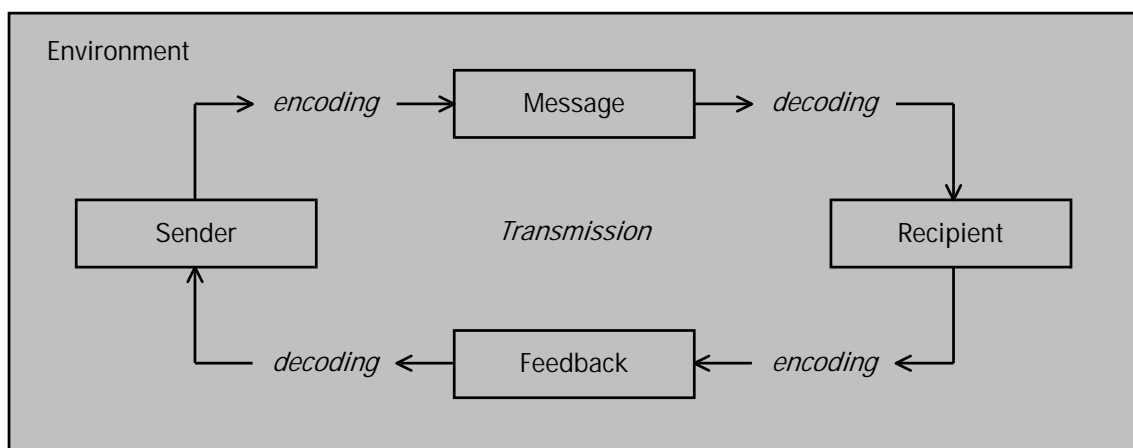 Environment
encoding
Message
decoding
Sender
Transmission
Recipient
decoding
Feedback
encoding